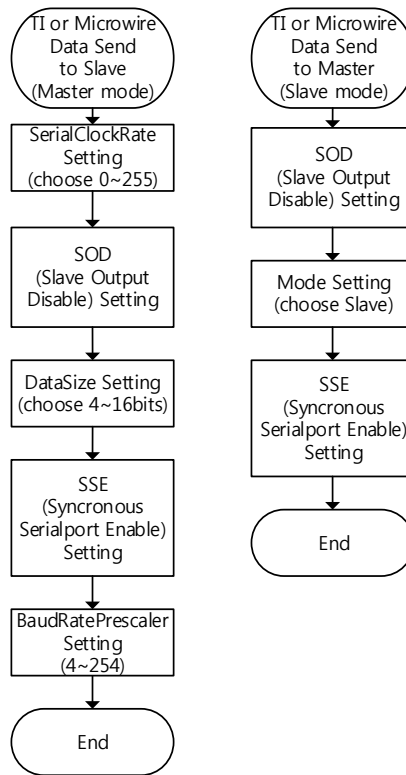 TI or Microwire
Data Send
to Slave
(Master mode)
SerialClockRate
Setting
(choose 0~255)
SOD
(Slave Output
Disable) Setting
DataSize Setting
(choose 4~16bits)
SSE
(Syncronous
Serialport Enable)
Setting
BaudRatePrescaler
Setting
(4~254)
End
TI or Microwire
Data Send
to Master
(Slave mode)
SOD
(Slave Output
Disable) Setting
Mode Setting
(choose Slave)
SSE
(Syncronous
Serialport Enable)
Setting
End